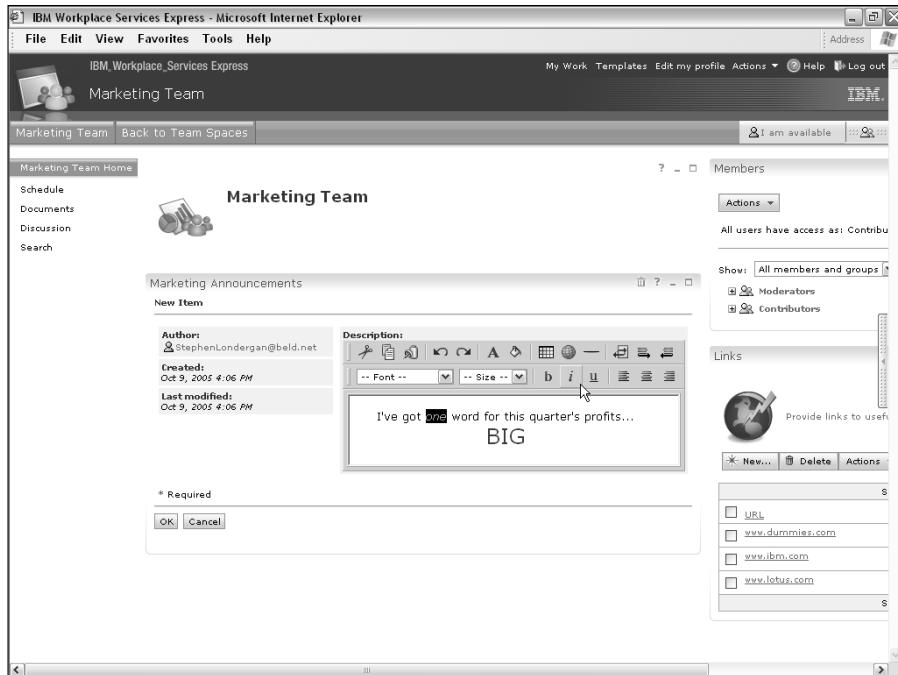 IBM Workplace Services Express - Microsoft Internet Explorer
File Edit View Favorites Tools Help
Address
IBM_Workplace_Services Express
My Work Templates Edit my profile Actions Help Log out
Marketing Team
IBM.
Marketing Team Back to Team Spaces
I am available
Marketing Team Home
Schedule
Documents
Discussion
Search
Marketing Team
Marketing Announcements
New Item
Author:
StephenLondergan@beld.net
Created:
Oct 9, 2005 4:06 PM
Last modified:
Oct 9, 2005 4:06 PM
Description:
-- Font -- -- Size -- b i u
I've got one word for this quarter's profits...
BIG
* Required
OK Cancel
Members
Actions
All users have access as: Contribu
Show: All members and groups
Moderators
Contributors
Links
Provide links to usefu
New... Delete Actions
S
URL
www.dummies.com
www.ibm.com
www.lotus.com
S